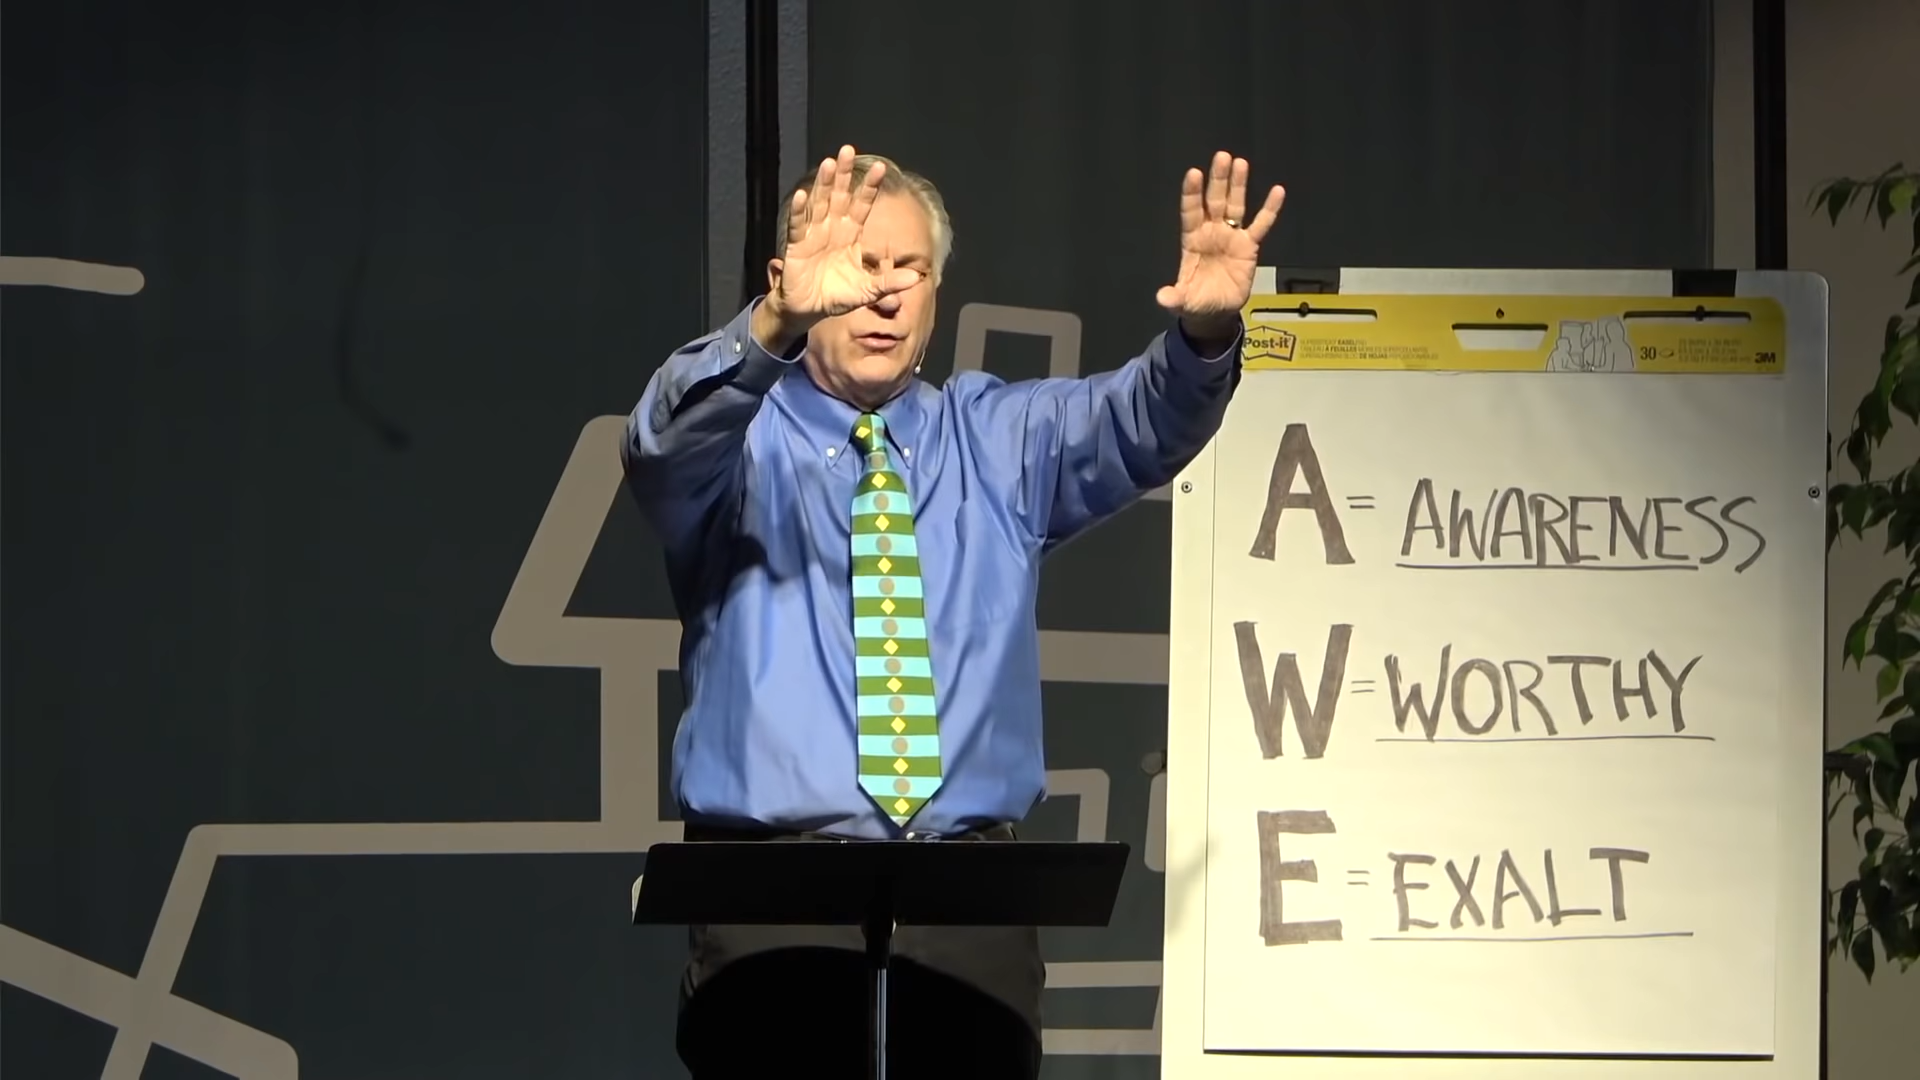 Post-it
30
3M
A = AWARENESS
W = WORTHY
E = EXALT